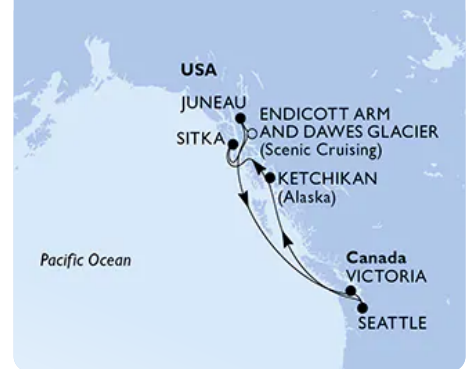 USA
JUNEAU
ENDICOTT ARM
AND DAWES GLACIER
(Scenic Cruising)
SITKA
KETCHIKAN
(Alaska)
Pacific Ocean
Canada
VICTORIA
SEATTLE